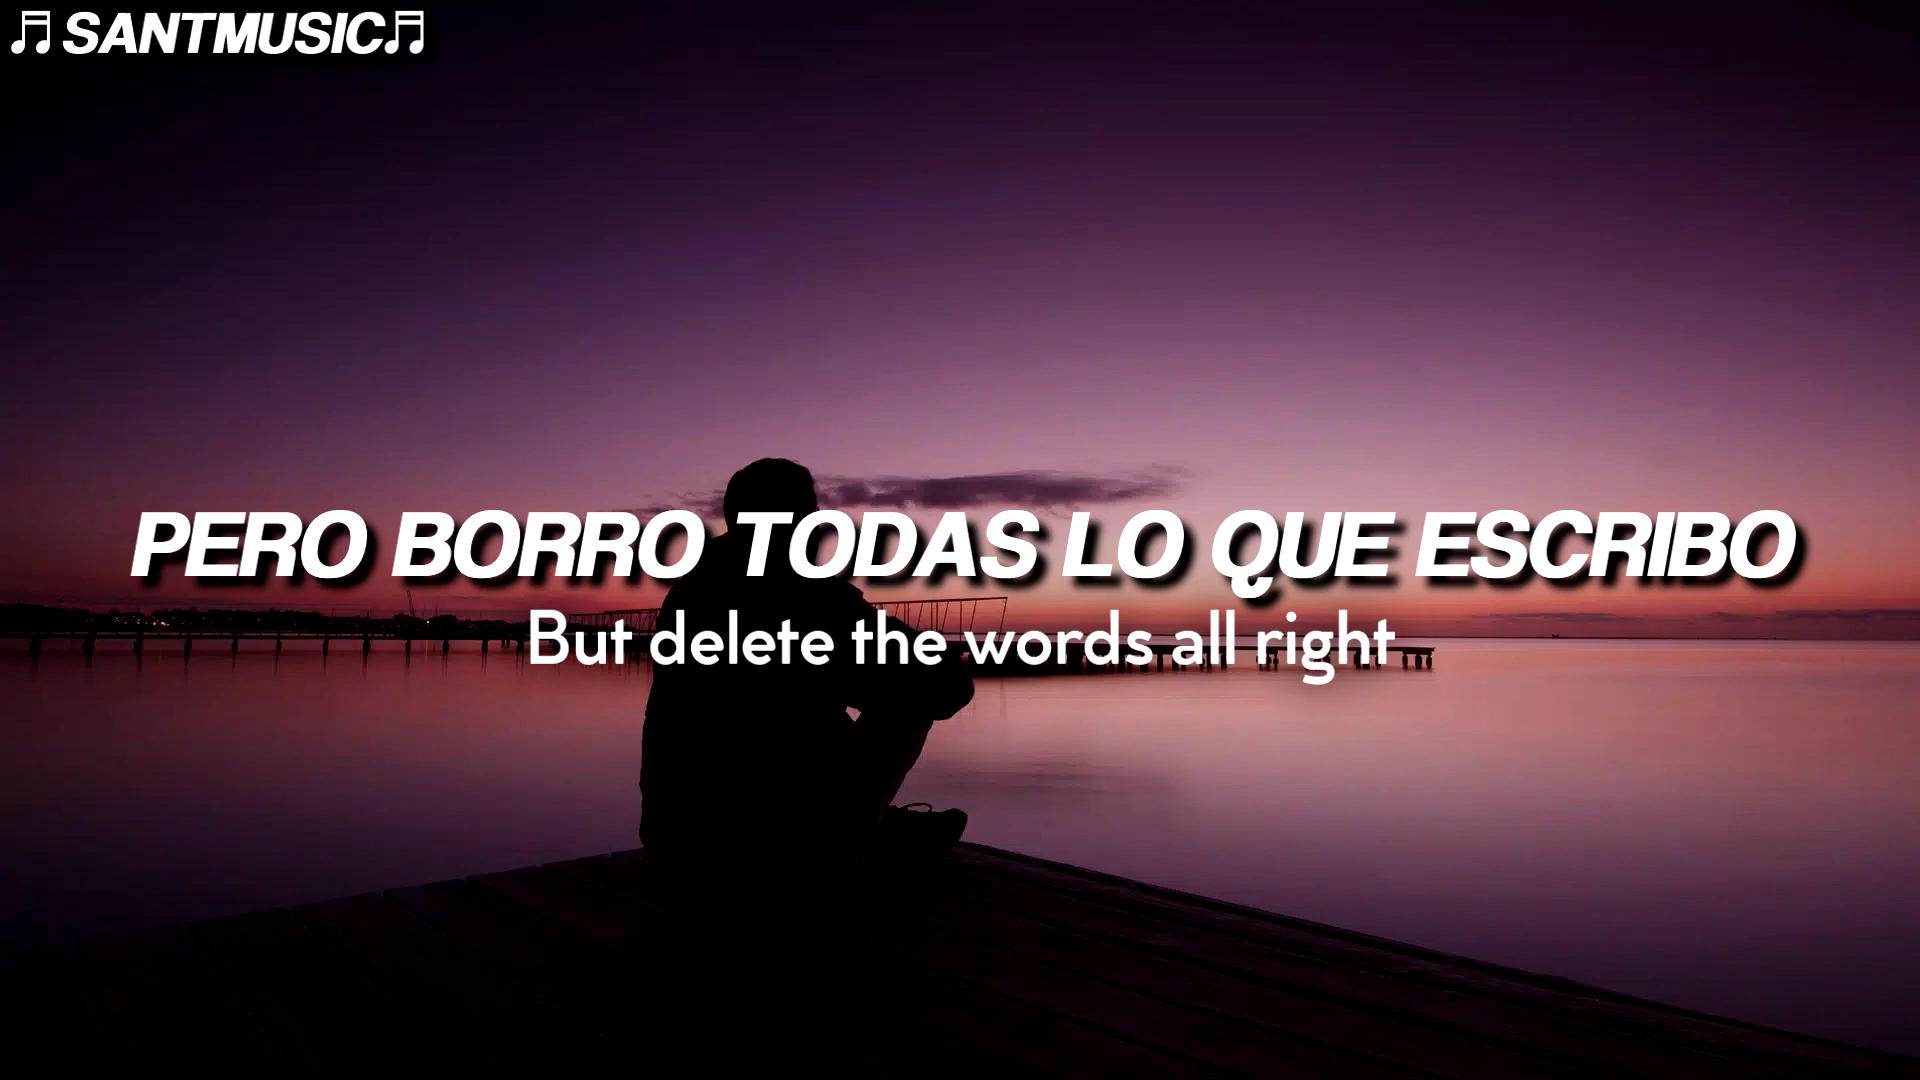 ♫SANTMUSIC♫
PERO BORRO TODAS LO QUE ESCRIBO
But delete the words all right